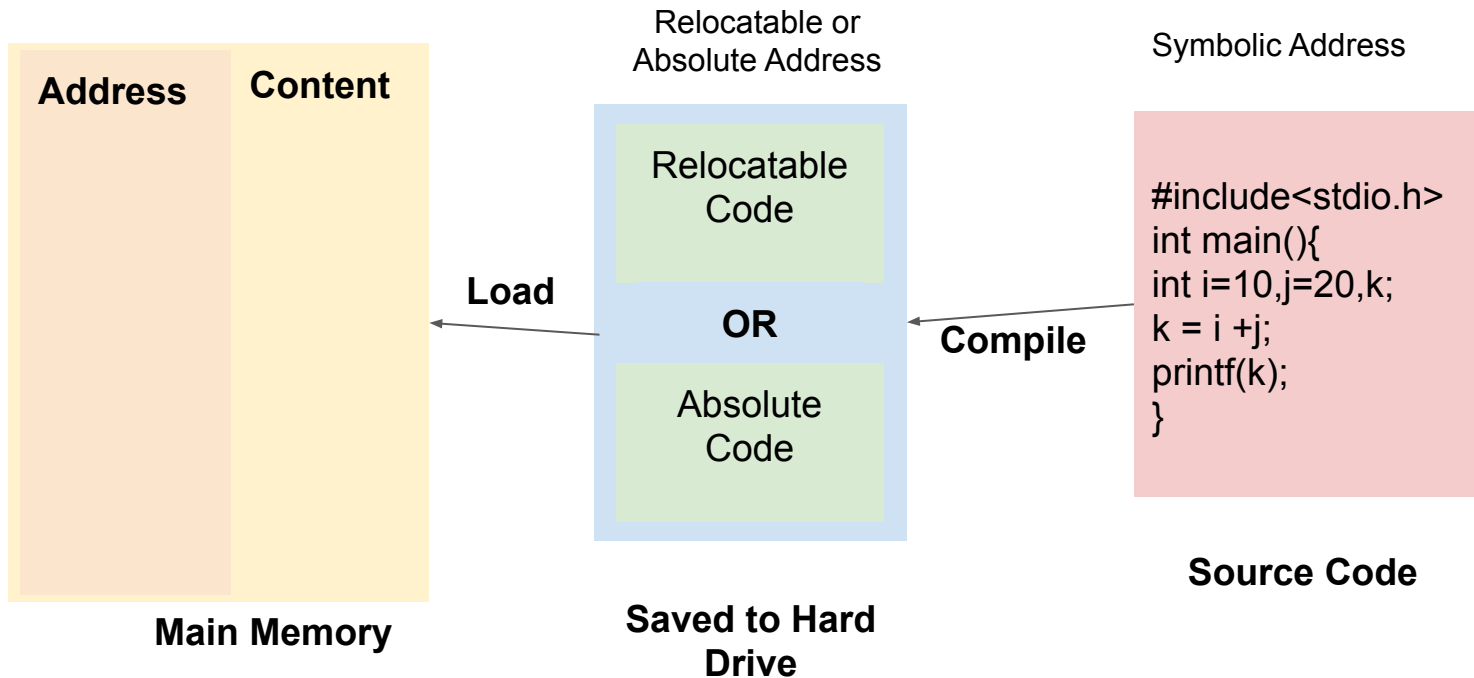 Address
Content
Main Memory
Load
Relocatable or
Absolute Address
Relocatable
Code
OR
Absolute
Code
Saved to Hard
Drive
Compile
Symbolic Address
#include<stdio.h>
int main(){
int i=10,j=20,k;
k = i +j;
printf(k);
}
Source Code